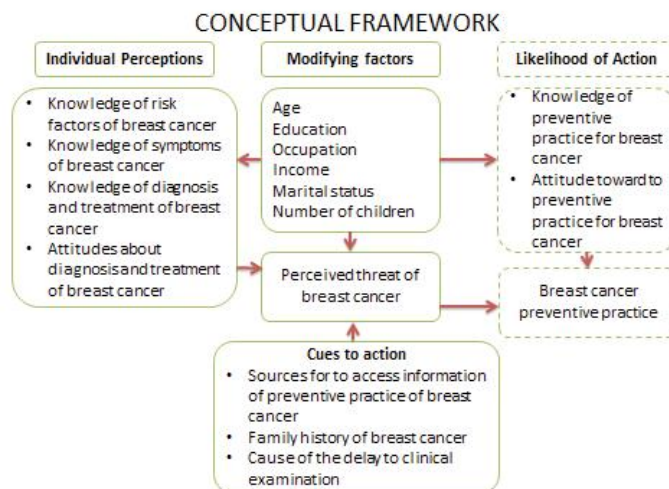 CONCEPTUAL FRAMEWORK
Individual Perceptions
• Knowledge of risk
factors of breast cancer
• Knowledge of symptoms
of breast cancer
• Knowledge of diagnosis
and treatment of breast
cancer
• Attitudes about
diagnosis and treatment
of breast cancer
Modifying factors
Age
Education
Occupation
Income
Marital status
Number of children
Perceived threat of
breast cancer
Cues to action
• Sources for to access information
of preventive practice of breast
cancer
• Family history of breast cancer
• Cause of the delay to clinical
examination
Likelihood of Action
• Knowledge of
preventive
practice for breast
cancer
• Attitude toward to
preventive
practice for breast
cancer
Breast cancer
preventive practice